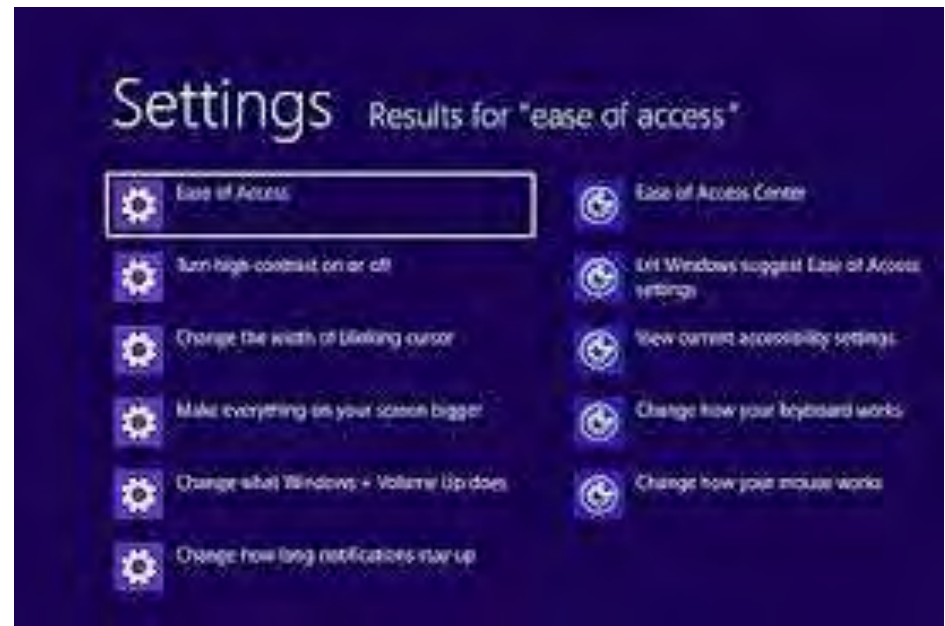 Settings Results for "ease of access"
Ease of Access
Turn high-contrast on or off
Change the width of blinking cursor
Make everything on your screen bigger
Change what Windows + Volume Up does
Change how long notifications stay up
Ease of Access Center
Let Windows suggest Ease of Access
settings
View current accessibility settings
Change how your keyboard works
Change how your mouse works